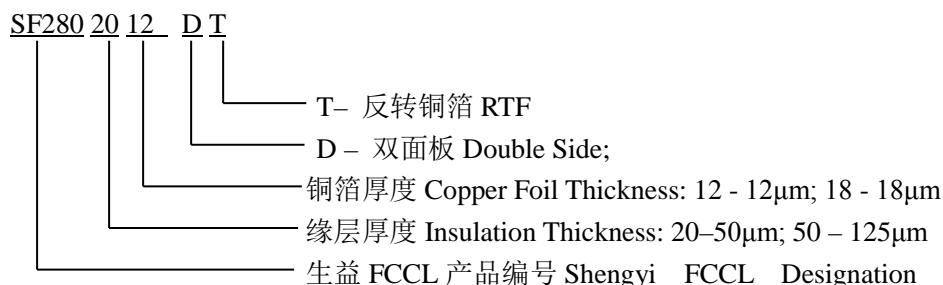 SF280 20 12 D T
T– 反转铜箔 RTF
D – 双面板 Double Side;
铜箔厚度 Copper Foil Thickness: 12 - 12μm; 18 - 18μm
缘层厚度 Insulation Thickness: 20–50μm; 50 – 125μm
生益 FCCL 产品编号 Shengyi FCCL Designation